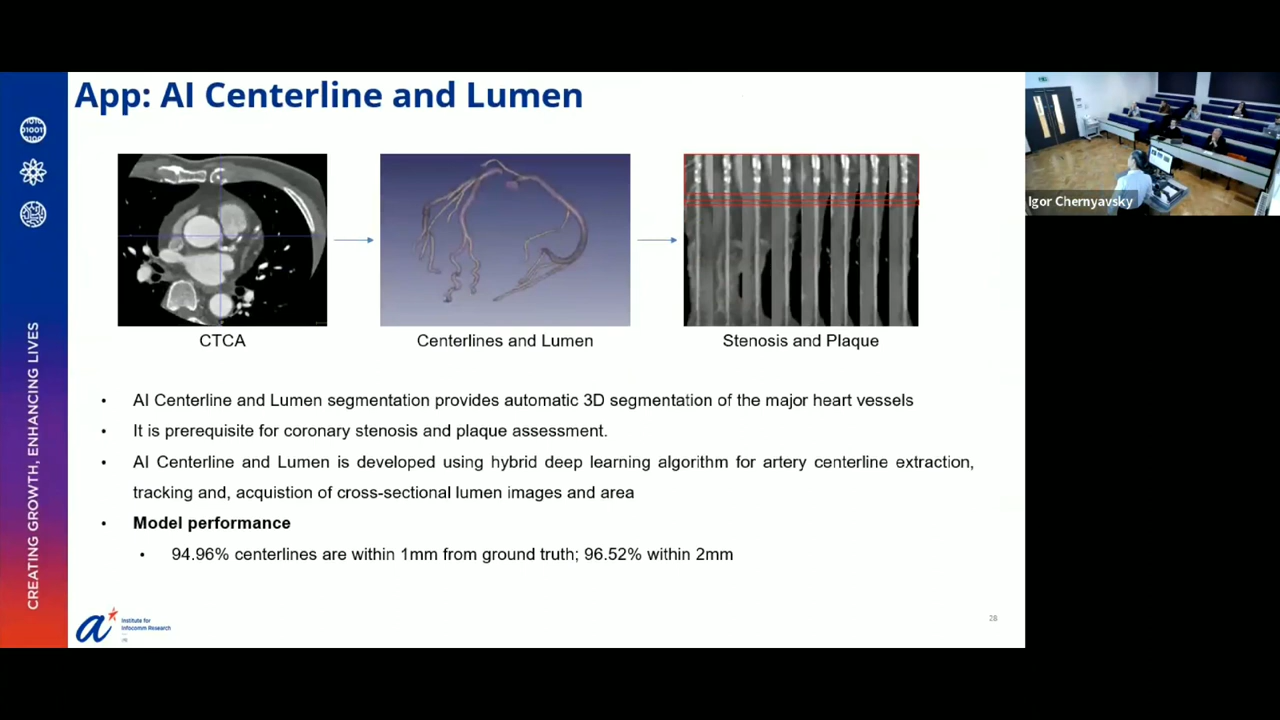 App: AI Centerline and Lumen
CREATING GROWTH, ENHANCING LIVES
Igor Chernyavsky
CTCA
Centerlines and Lumen
Stenosis and Plaque
• AI Centerline and Lumen segmentation provides automatic 3D segmentation of the major heart vessels
• It is prerequisite for coronary stenosis and plaque assessment.
• AI Centerline and Lumen is developed using hybrid deep learning algorithm for artery centerline extraction,
tracking and, acquistion of cross-sectional lumen images and area
• Model performance
• 94.96% centerlines are within 1mm from ground truth; 96.52% within 2mm
Institute for
Infocomm Research
28